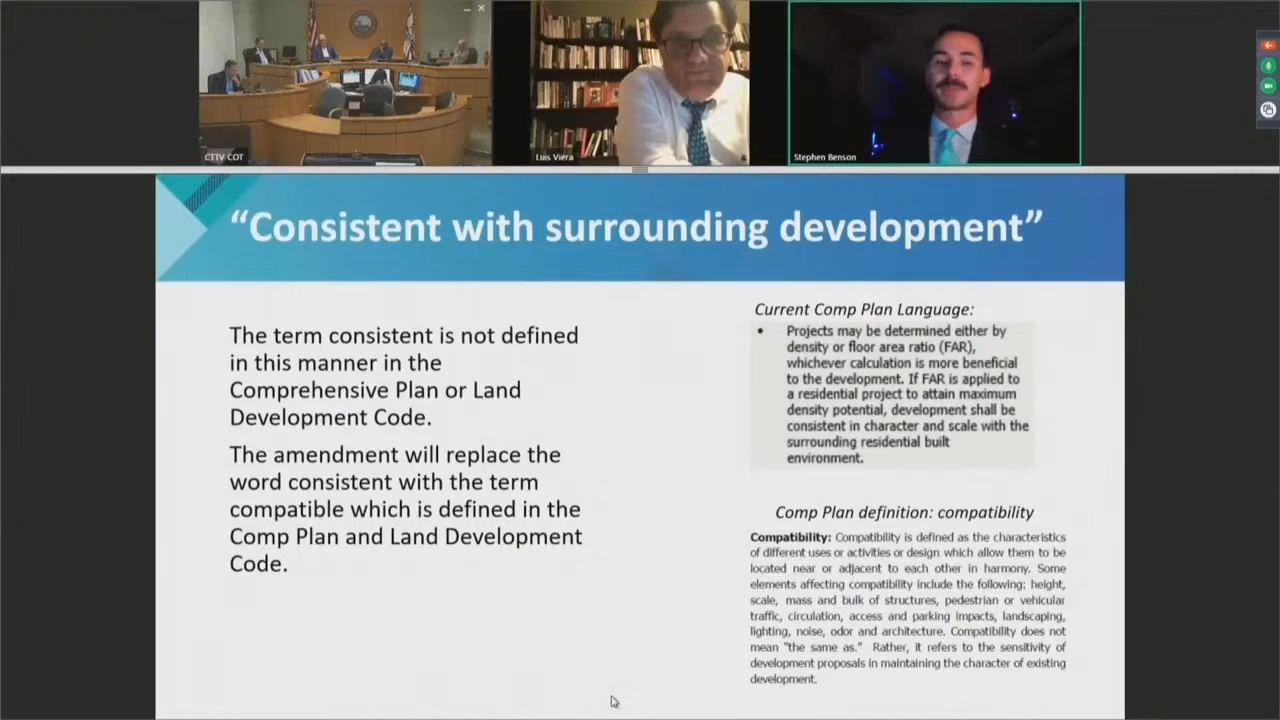 CTTV COT
Luis Viera
Stephen Benson
“Consistent with surrounding development”
The term consistent is not defined
in this manner in the
Comprehensive Plan or Land
Development Code.
The amendment will replace the
word consistent with the term
compatible which is defined in the
Comp Plan and Land Development
Code.
Current Comp Plan Language:
• Projects may be determined either by
density or floor area ratio (FAR),
whichever calculation is more beneficial
to the development. If FAR is applied to
a residential project to attain maximum
density potential, development shall be
consistent in character and scale with the
surrounding residential built
environment.
Comp Plan definition: compatibility
Compatibility: Compatibility is defined as the characteristics
of different uses or activities or design which allow them to be
located near or adjacent to each other in harmony. Some
elements affecting compatibility include the following: height,
scale, mass and bulk of structures, pedestrian or vehicular
traffic, circulation, access and parking impacts, landscaping,
lighting, noise, odor and architecture. Compatibility does not
mean "the same as." Rather, it refers to the sensitivity of
development proposals in maintaining the character of existing
development.